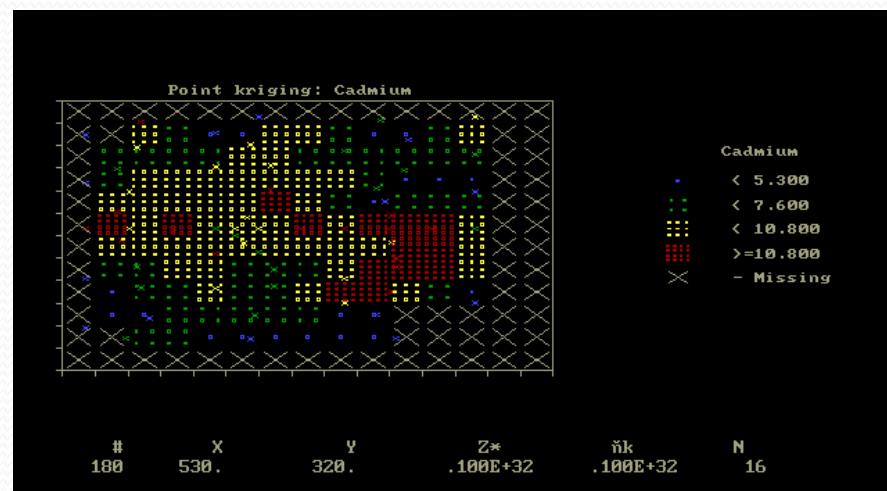 Point kriging: Cadmium
Cadmium
< 5.300
< 7.600
< 10.800
>=10.800
- Missing
# X Y Z* ňk N
180 530. 320. .100E+32 .100E+32 16